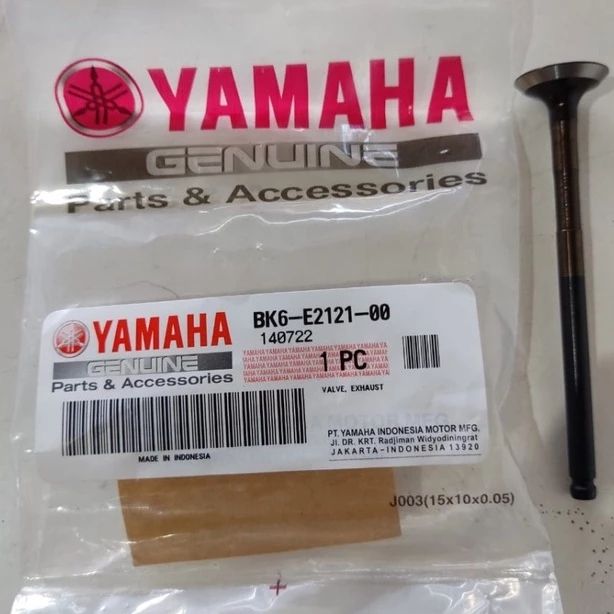 YAMAHA
GENUINE
Parts & Accessories
YAMAHA
GENUINE
Parts & Accessories
BK6-E2121-00
140722
1 PC
VALVE, EXHAUST
MADE IN INDONESIA
PT. YAMAHA INDONESIA MOTOR MFG.
Jl. DR. KRT. Radjiman Widyodiningrat
JAKARTA-INDONESIA 13920
J003(15x10x0.05)